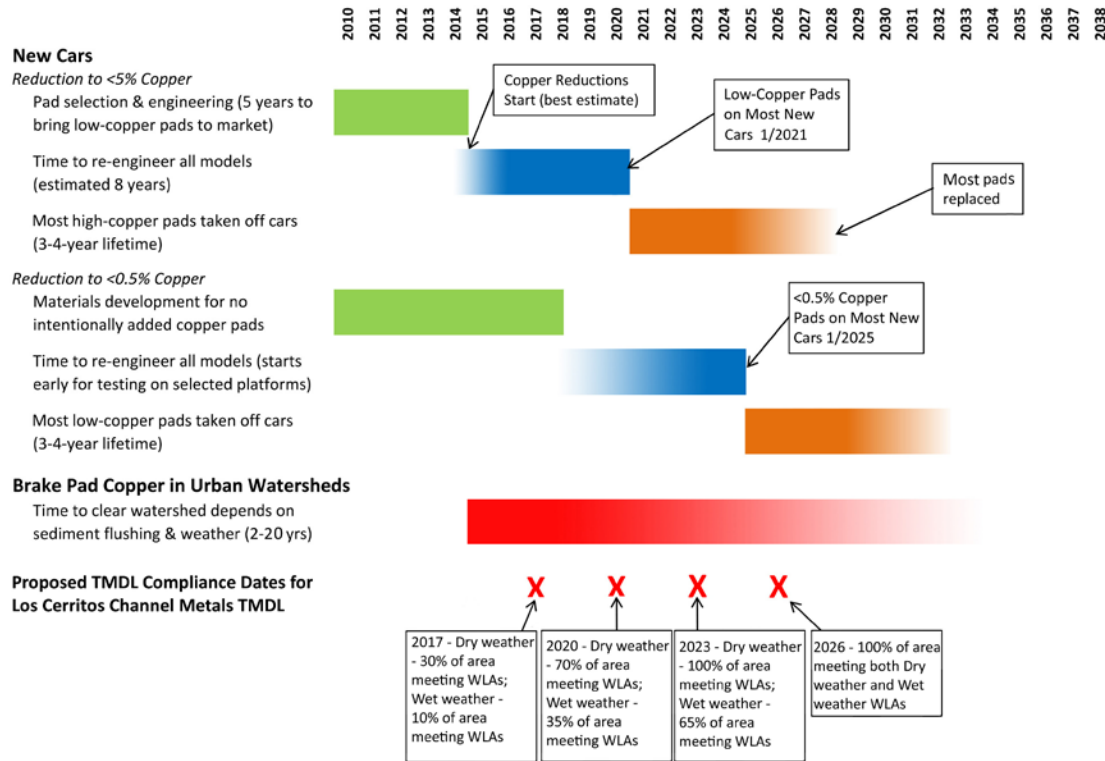 2010 2011 2012 2013 2014 2015 2016 2017 2018 2019 2020 2021 2022 2023 2024 2025 2026 2027 2028 2029 2030 2031 2032 2033 2034 2035 2036 2037 2038
New Cars
Reduction to <5% Copper
Pad selection & engineering (5 years to
bring low-copper pads to market)
Copper Reductions
Start (best estimate)
Low-Copper Pads
on Most New
Cars 1/2021
Time to re-engineer all models
(estimated 8 years)
Most pads
replaced
Most high-copper pads taken off cars
(3-4-year lifetime)
Reduction to <0.5% Copper
Materials development for no
intentionally added copper pads
<0.5% Copper
Pads on Most New
Cars 1/2025
Time to re-engineer all models (starts
early for testing on selected platforms)
Most low-copper pads taken off cars
(3-4-year lifetime)
Brake Pad Copper in Urban Watersheds
Time to clear watershed depends on
sediment flushing & weather (2-20 yrs)
Proposed TMDL Compliance Dates for
Los Cerritos Channel Metals TMDL
X X X X
2017 - Dry weather
- 30% of area
meeting WLAs;
Wet weather -
10% of area
meeting WLAs
2020 - Dry weather
- 70% of area
meeting WLAs;
Wet weather -
35% of area
meeting WLAs
2023 - Dry weather
- 100% of area
meeting WLAs;
Wet weather -
65% of area
meeting WLAs
2026 - 100% of area
meeting both Dry
weather and Wet
weather WLAs